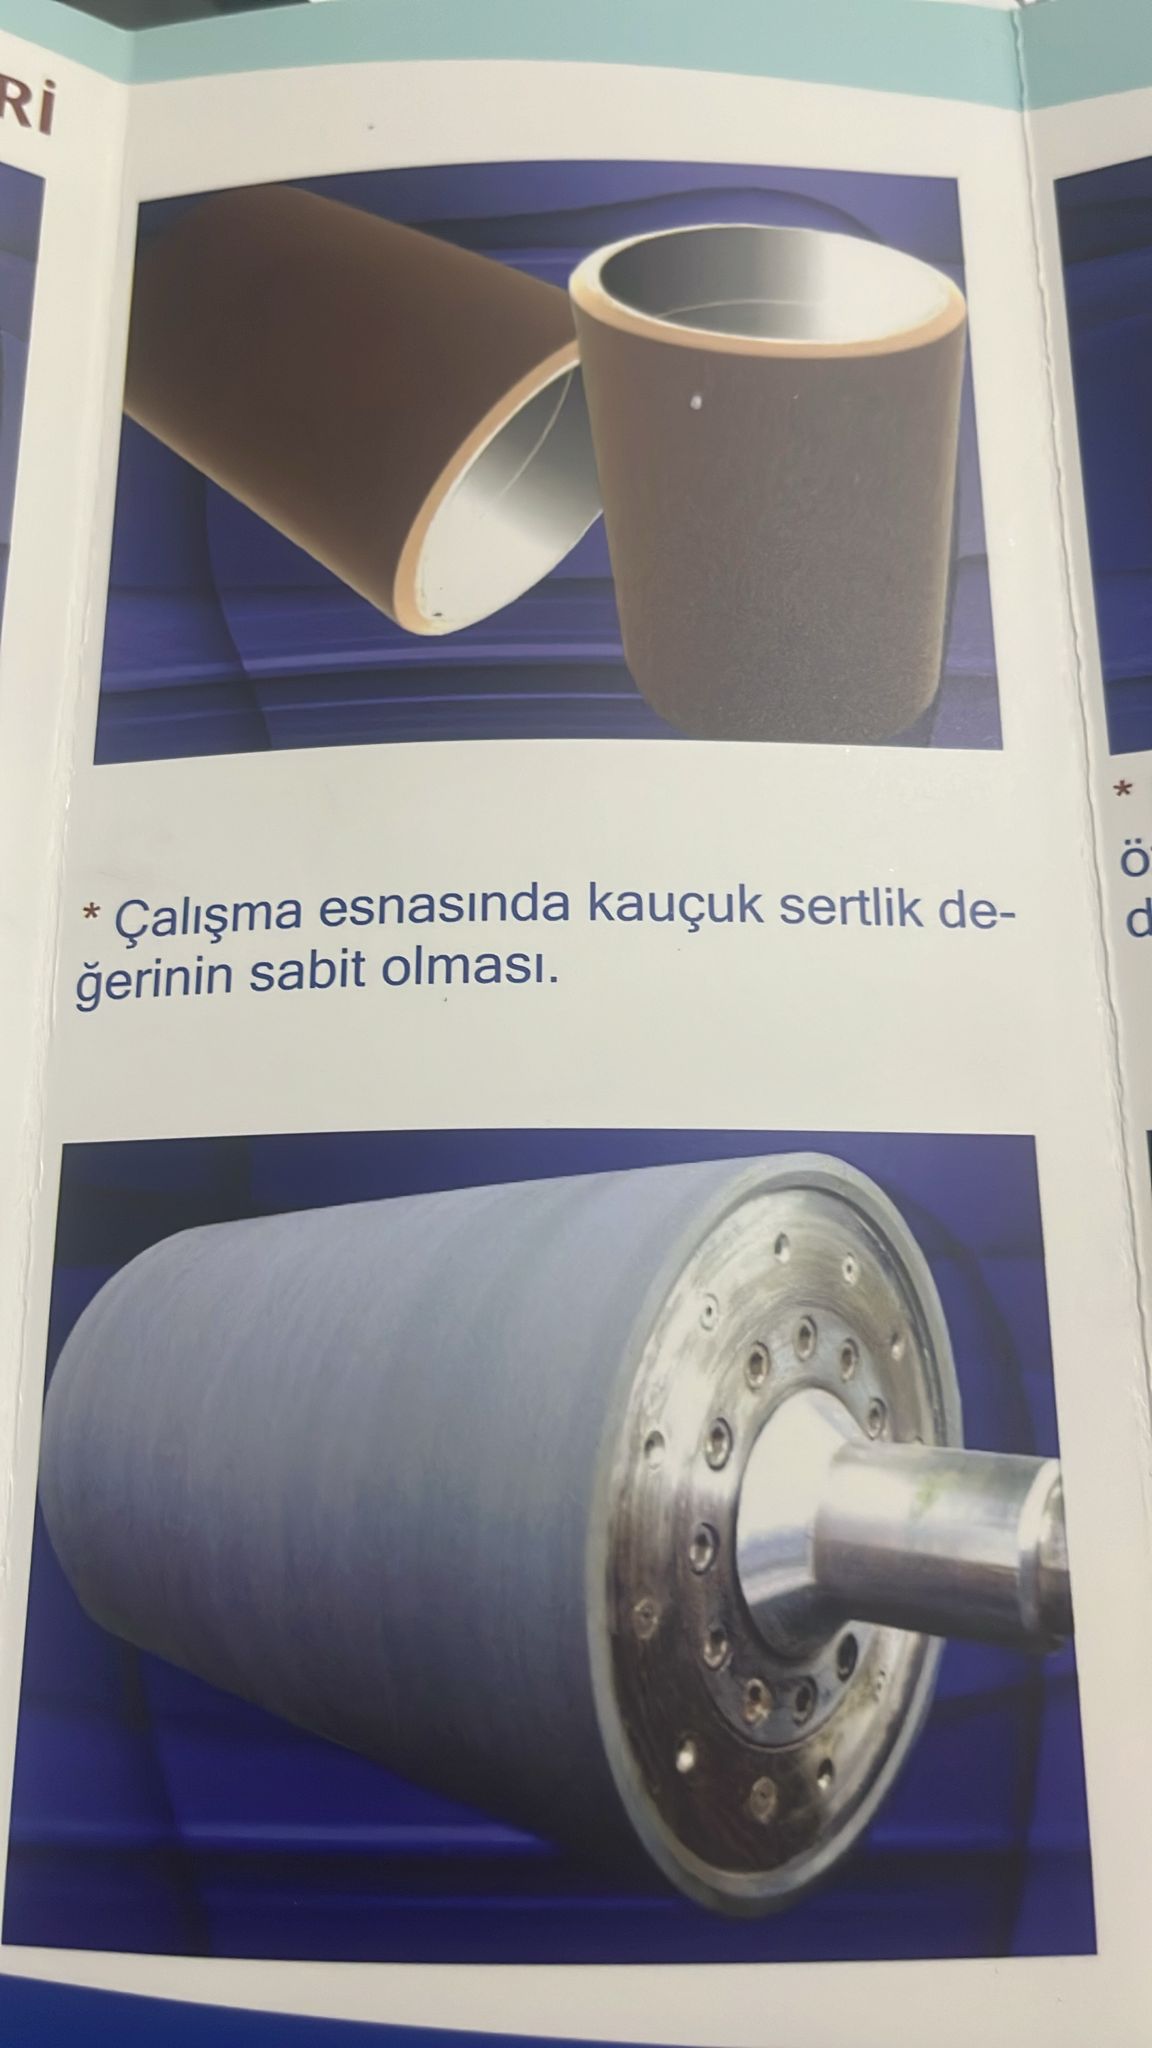 Rİ
* Çalışma esnasında kauçuk sertlik de-
ğerinin sabit olması.
*